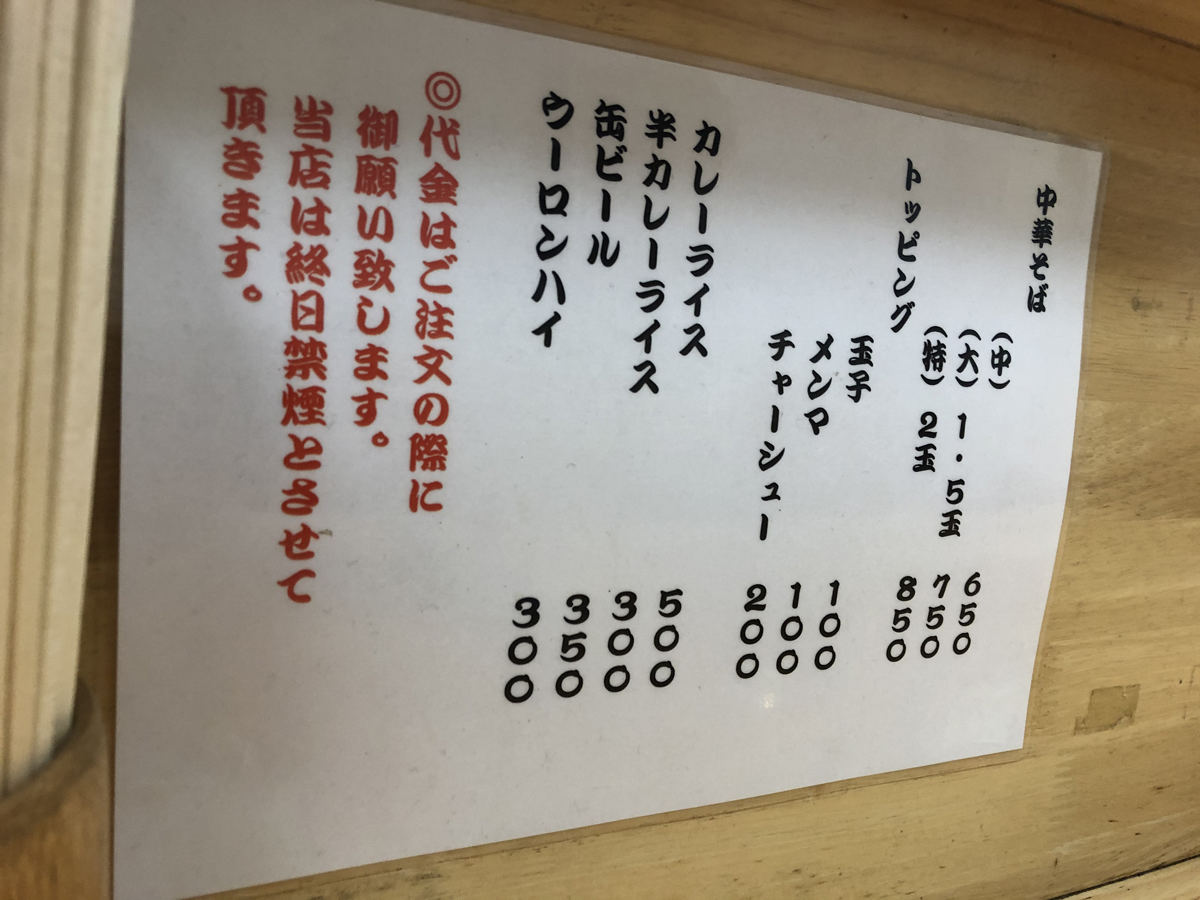 中華そば
(中) 650
(大) 1.5玉 750
(特) 2玉 850
トッピング
玉子 100
メンマ 100
チャーシュー 200
カレーライス 500
半カレーライス 300
缶ビール 350
ウーロンハイ 300
◎代金はご注文の際に
御願い致します。
当店は終日禁煙とさせて
頂きます。